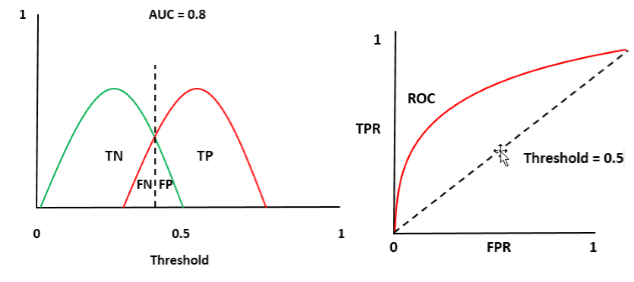 1
AUC = 0.8
TN
TP
FN
FP
0
0.5
1
Threshold
1
ROC
TPR
Threshold = 0.5
0
FPR
1